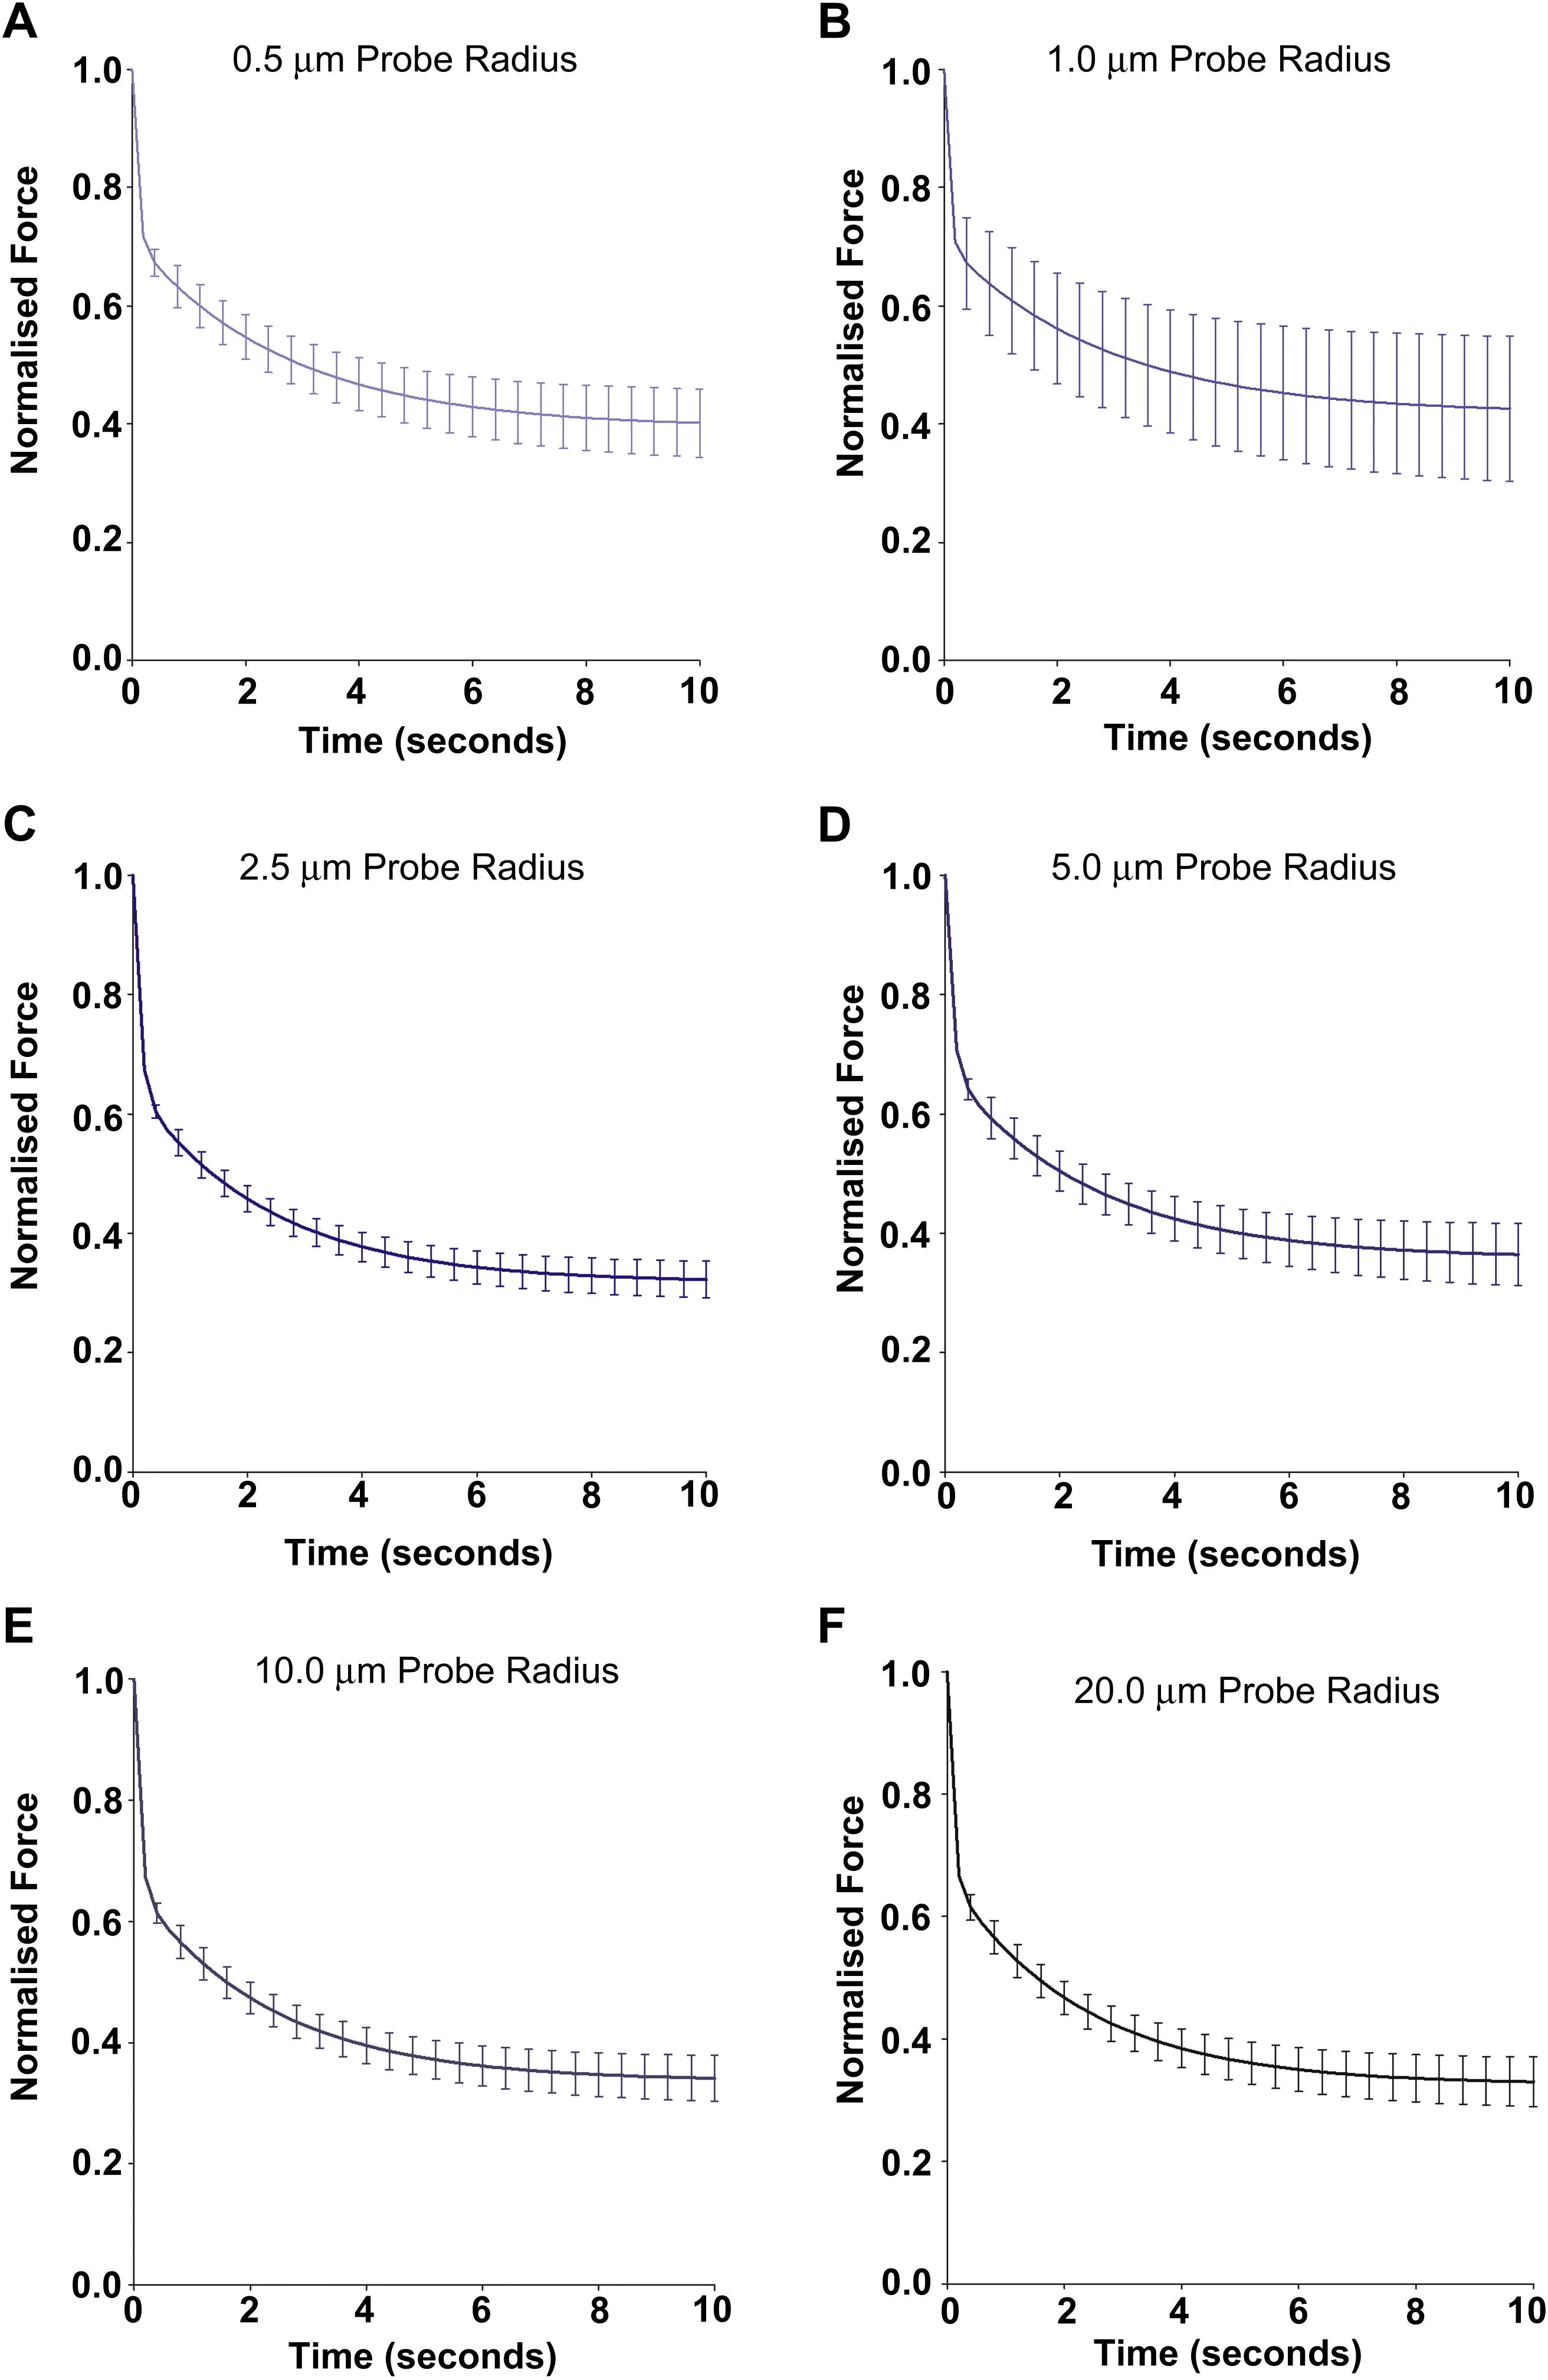 A
0.5 μm Probe Radius
Normalised Force
1.0
0.8
0.6
0.4
0.2
0.0
0 2 4 6 8 10
Time (seconds)
B
1.0 μm Probe Radius
Normalised Force
1.0
0.8
0.6
0.4
0.2
0.0
0 2 4 6 8 10
Time (seconds)
C
2.5 μm Probe Radius
Normalised Force
1.0
0.8
0.6
0.4
0.2
0.0
0 2 4 6 8 10
Time (seconds)
D
5.0 μm Probe Radius
Normalised Force
1.0
0.8
0.6
0.4
0.2
0.0
0 2 4 6 8 10
Time (seconds)
E
10.0 μm Probe Radius
Normalised Force
1.0
0.8
0.6
0.4
0.2
0.0
0 2 4 6 8 10
Time (seconds)
F
20.0 μm Probe Radius
Normalised Force
1.0
0.8
0.6
0.4
0.2
0.0
0 2 4 6 8 10
Time (seconds)